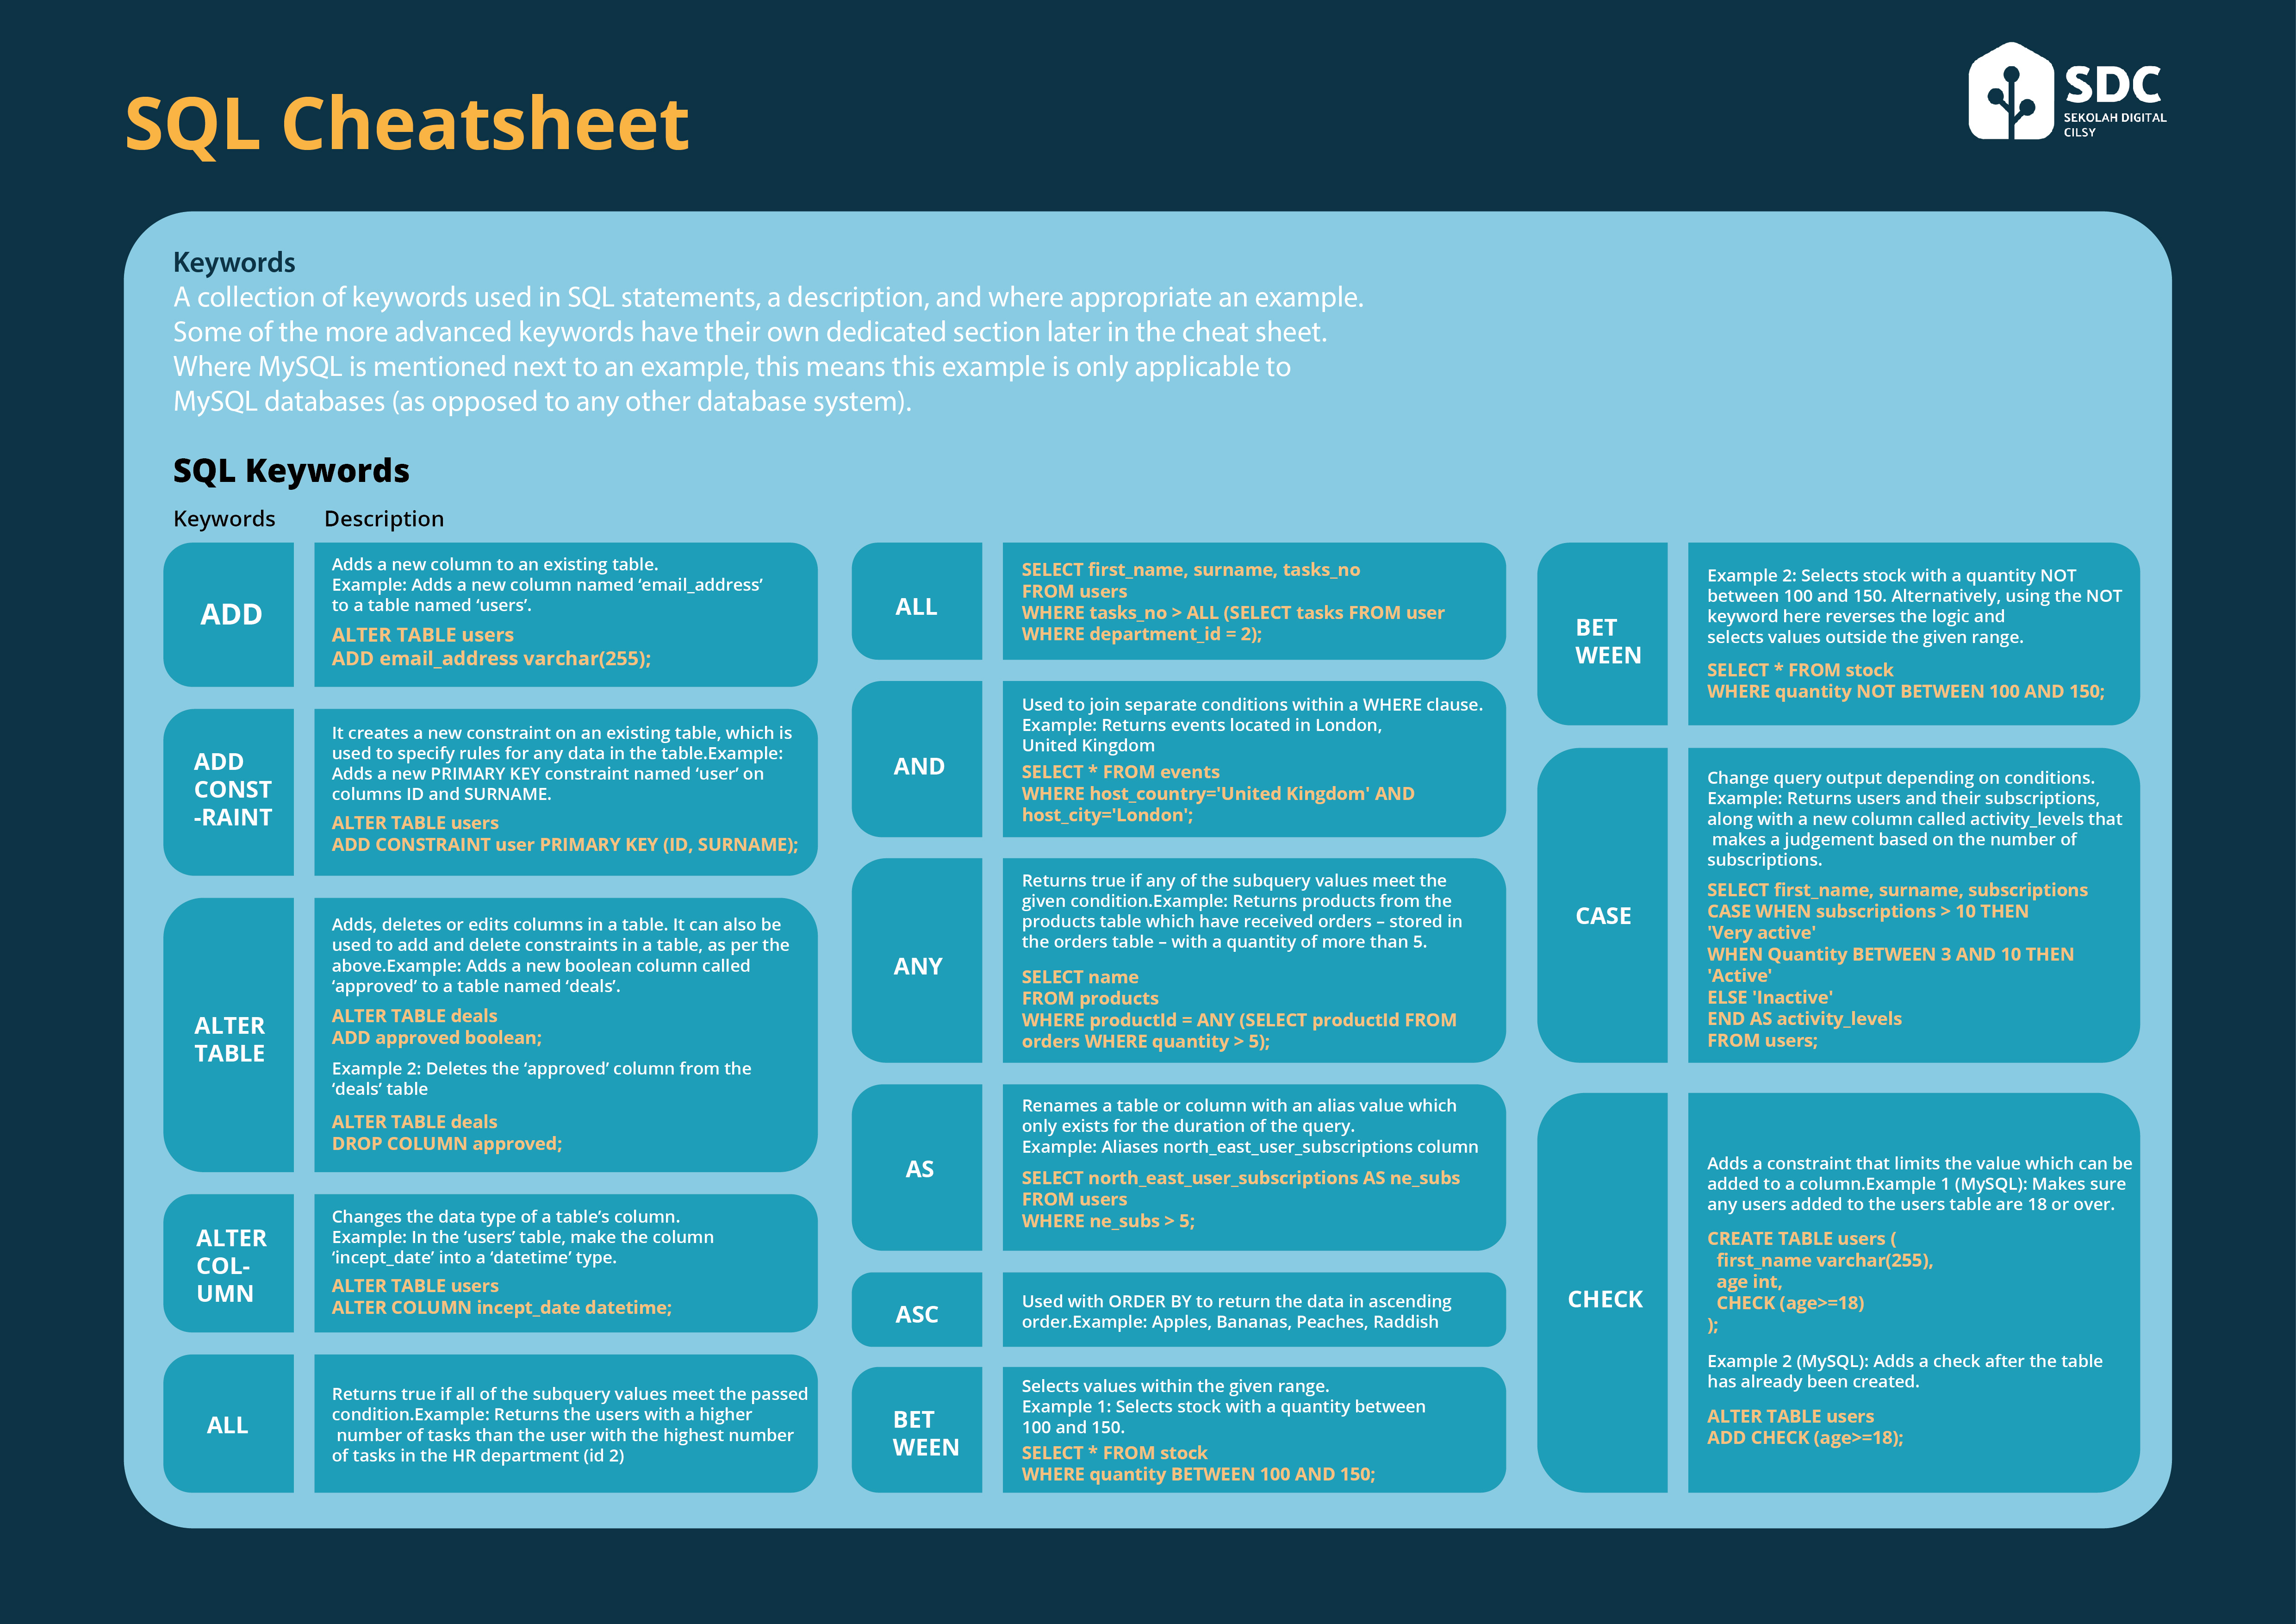 SQL Cheatsheet
SDC
SEKOLAH DIGITAL
CILSY
Keywords
A collection of keywords used in SQL statements, a description, and where appropriate an example.
Some of the more advanced keywords have their own dedicated section later in the cheat sheet.
Where MySQL is mentioned next to an example, this means this example is only applicable to
MySQL databases (as opposed to any other database system).
SQL Keywords
Keywords
Description
ADD
Adds a new column to an existing table.
Example: Adds a new column named ‘email_address’
to a table named ‘users’.
ALTER TABLE users
ADD email_address varchar(255);
ADD
CONST
-RAINT
It creates a new constraint on an existing table, which is
used to specify rules for any data in the table.Example:
Adds a new PRIMARY KEY constraint named ‘user’ on
columns ID and SURNAME.
ALTER TABLE users
ADD CONSTRAINT user PRIMARY KEY (ID, SURNAME);
ALTER
TABLE
Adds, deletes or edits columns in a table. It can also be
used to add and delete constraints in a table, as per the
above.Example: Adds a new boolean column called
‘approved’ to a table named ‘deals’.
ALTER TABLE deals
ADD approved boolean;
Example 2: Deletes the ‘approved’ column from the
‘deals’ table
ALTER TABLE deals
DROP COLUMN approved;
ALTER
COL-
UMN
Changes the data type of a table’s column.
Example: In the ‘users’ table, make the column
‘incept_date’ into a ‘datetime’ type.
ALTER TABLE users
ALTER COLUMN incept_date datetime;
ALL
Returns true if all of the subquery values meet the passed
condition.Example: Returns the users with a higher
number of tasks than the user with the highest number
of tasks in the HR department (id 2)
ALL
SELECT first_name, surname, tasks_no
FROM users
WHERE tasks_no > ALL (SELECT tasks FROM user
WHERE department_id = 2);
AND
Used to join separate conditions within a WHERE clause.
Example: Returns events located in London,
United Kingdom
SELECT * FROM events
WHERE host_country='United Kingdom' AND
host_city='London';
ANY
Returns true if any of the subquery values meet the
given condition.Example: Returns products from the
products table which have received orders – stored in
the orders table – with a quantity of more than 5.
SELECT name
FROM products
WHERE productId = ANY (SELECT productId FROM
orders WHERE quantity > 5);
AS
Renames a table or column with an alias value which
only exists for the duration of the query.
Example: Aliases north_east_user_subscriptions column
SELECT north_east_user_subscriptions AS ne_subs
FROM users
WHERE ne_subs > 5;
ASC
Used with ORDER BY to return the data in ascending
order.Example: Apples, Bananas, Peaches, Raddish
BET
WEEN
Selects values within the given range.
Example 1: Selects stock with a quantity between
100 and 150.
SELECT * FROM stock
WHERE quantity BETWEEN 100 AND 150;
BET
WEEN
Example 2: Selects stock with a quantity NOT
between 100 and 150. Alternatively, using the NOT
keyword here reverses the logic and
selects values outside the given range.
SELECT * FROM stock
WHERE quantity NOT BETWEEN 100 AND 150;
CASE
Change query output depending on conditions.
Example: Returns users and their subscriptions,
along with a new column called activity_levels that
makes a judgement based on the number of
subscriptions.
SELECT first_name, surname, subscriptions
CASE WHEN subscriptions > 10 THEN
'Very active'
WHEN Quantity BETWEEN 3 AND 10 THEN
'Active'
ELSE 'Inactive'
END AS activity_levels
FROM users;
CHECK
Adds a constraint that limits the value which can be
added to a column.Example 1 (MySQL): Makes sure
any users added to the users table are 18 or over.
CREATE TABLE users (
first_name varchar(255),
age int,
CHECK (age>=18)
);
Example 2 (MySQL): Adds a check after the table
has already been created.
ALTER TABLE users
ADD CHECK (age>=18);